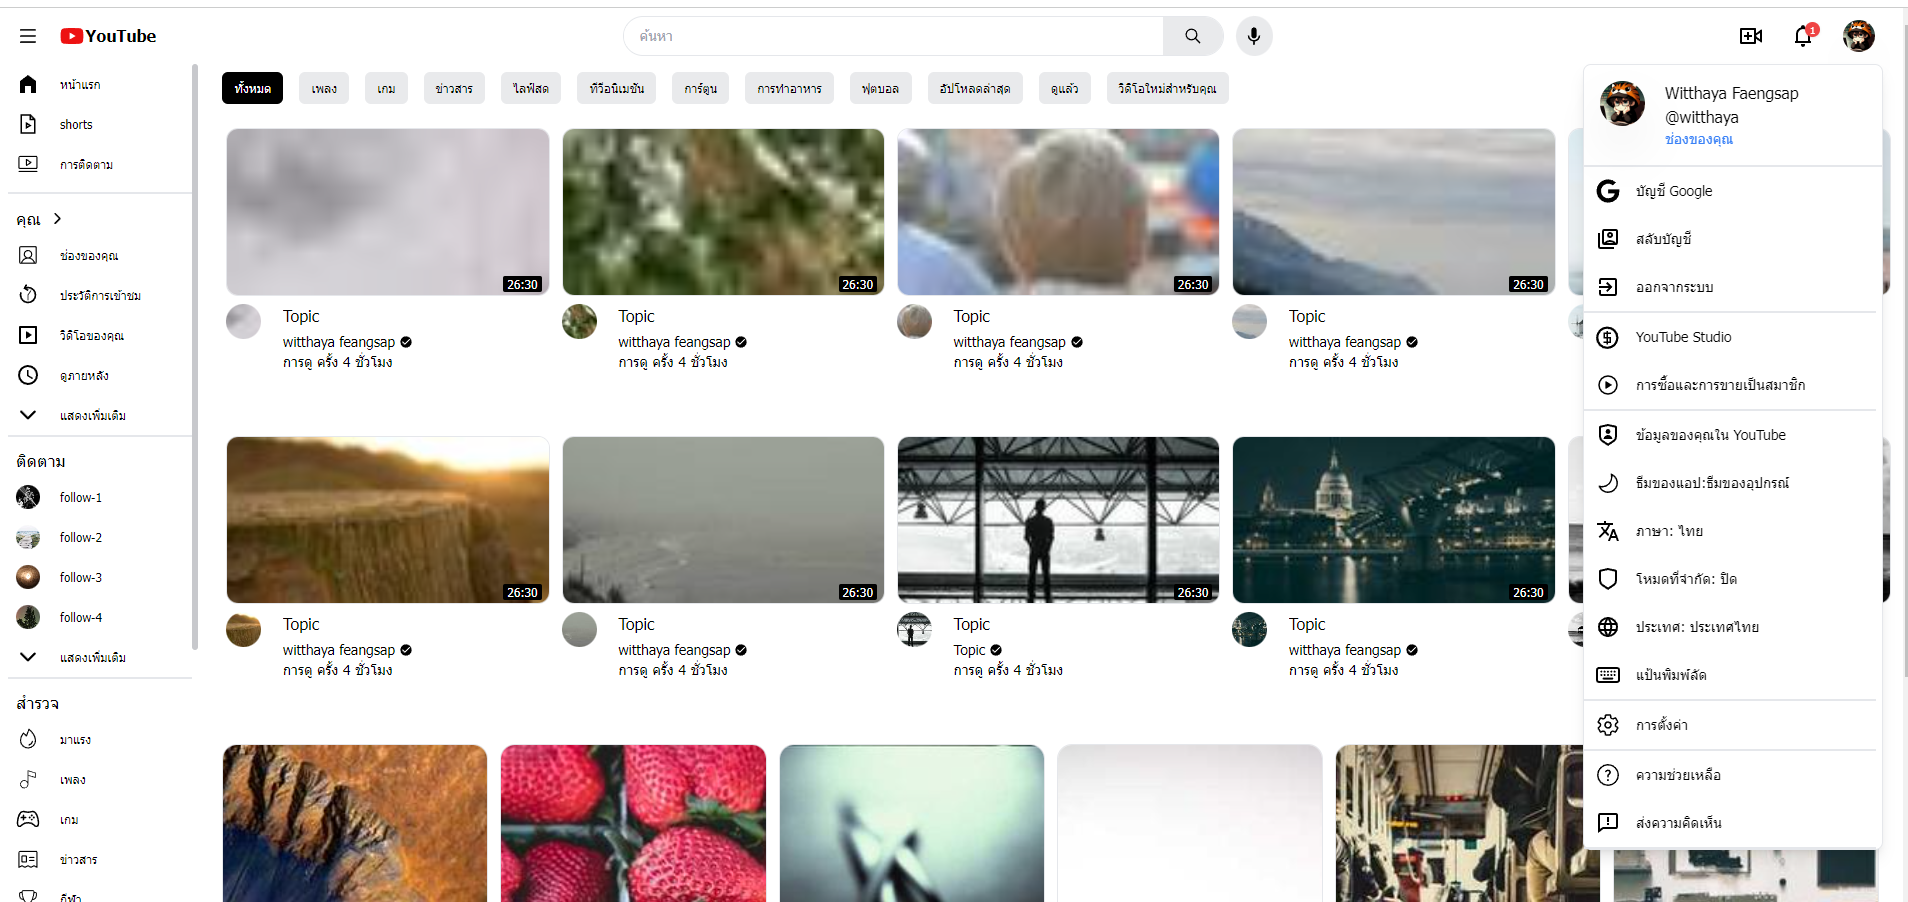 YouTube
ค้นหา
1
หน้าแรก
shorts
การติดตาม
คุณ
ช่องของคุณ
ประวัติการเข้าชม
วิดีโอของคุณ
ดูภายหลัง
แสดงเพิ่มเติม
ติดตาม
follow-1
follow-2
follow-3
follow-4
แสดงเพิ่มเติม
สำรวจ
มาแรง
เพลง
เกม
ข่าวสาร
กีฬา
ทั้งหมด เพลง เกม ข่าวสาร ไลฟ์สด ทีวีอนิเมชัน การ์ตูน การทำอาหาร ฟุตบอล อัปโหลดล่าสุด ดูแล้ว วิดิโอใหม่สำหรับคุณ
26:30 26:30 26:30 26:30
Topic Topic Topic Topic
witthaya feangsap witthaya feangsap witthaya feangsap witthaya feangsap
การดู ครั้ง 4 ชั่วโมง การดู ครั้ง 4 ชั่วโมง การดู ครั้ง 4 ชั่วโมง การดู ครั้ง 4 ชั่วโมง
26:30 26:30 26:30 26:30
Topic Topic Topic Topic
witthaya feangsap witthaya feangsap Topic witthaya feangsap
การดู ครั้ง 4 ชั่วโมง การดู ครั้ง 4 ชั่วโมง การดู ครั้ง 4 ชั่วโมง การดู ครั้ง 4 ชั่วโมง
Witthaya Faengsap
@witthaya
ช่องของคุณ
บัญชี Google
สลับบัญชี
ออกจากระบบ
YouTube Studio
การซื้อและการขายเป็นสมาชิก
ข้อมูลของคุณใน YouTube
ธีมของแอป:ธีมของอุปกรณ์
ภาษา: ไทย
โหมดที่จำกัด: ปิด
ประเทศ: ประเทศไทย
แป้นพิมพ์ลัด
การตั้งค่า
ความช่วยเหลือ
ส่งความคิดเห็น